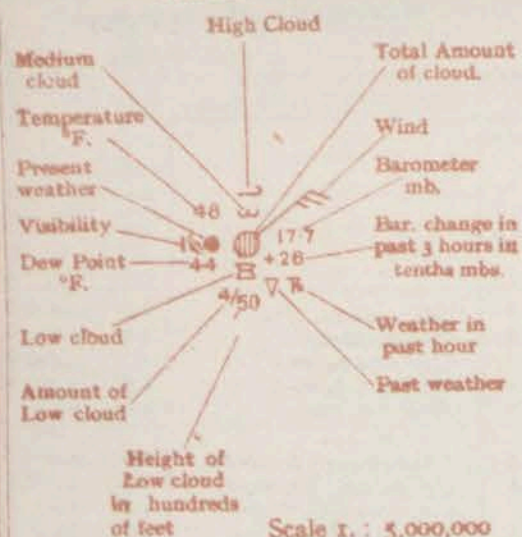 High Cloud
Medium
cloud
Total Amount
of cloud.
Temperature
°F.
Wind
Present
weather
Barometer
mb.
48
Visibility
17.7
Bar. change in
past 3 hours in
tenths mbs.
Dew Point
°F.
44
+28
4/50
Low cloud
Weather in
past hour
Amount of
Low cloud
Past weather
Height of
Low cloud
in hundreds
of feet
Scale 1. : 5,000,000